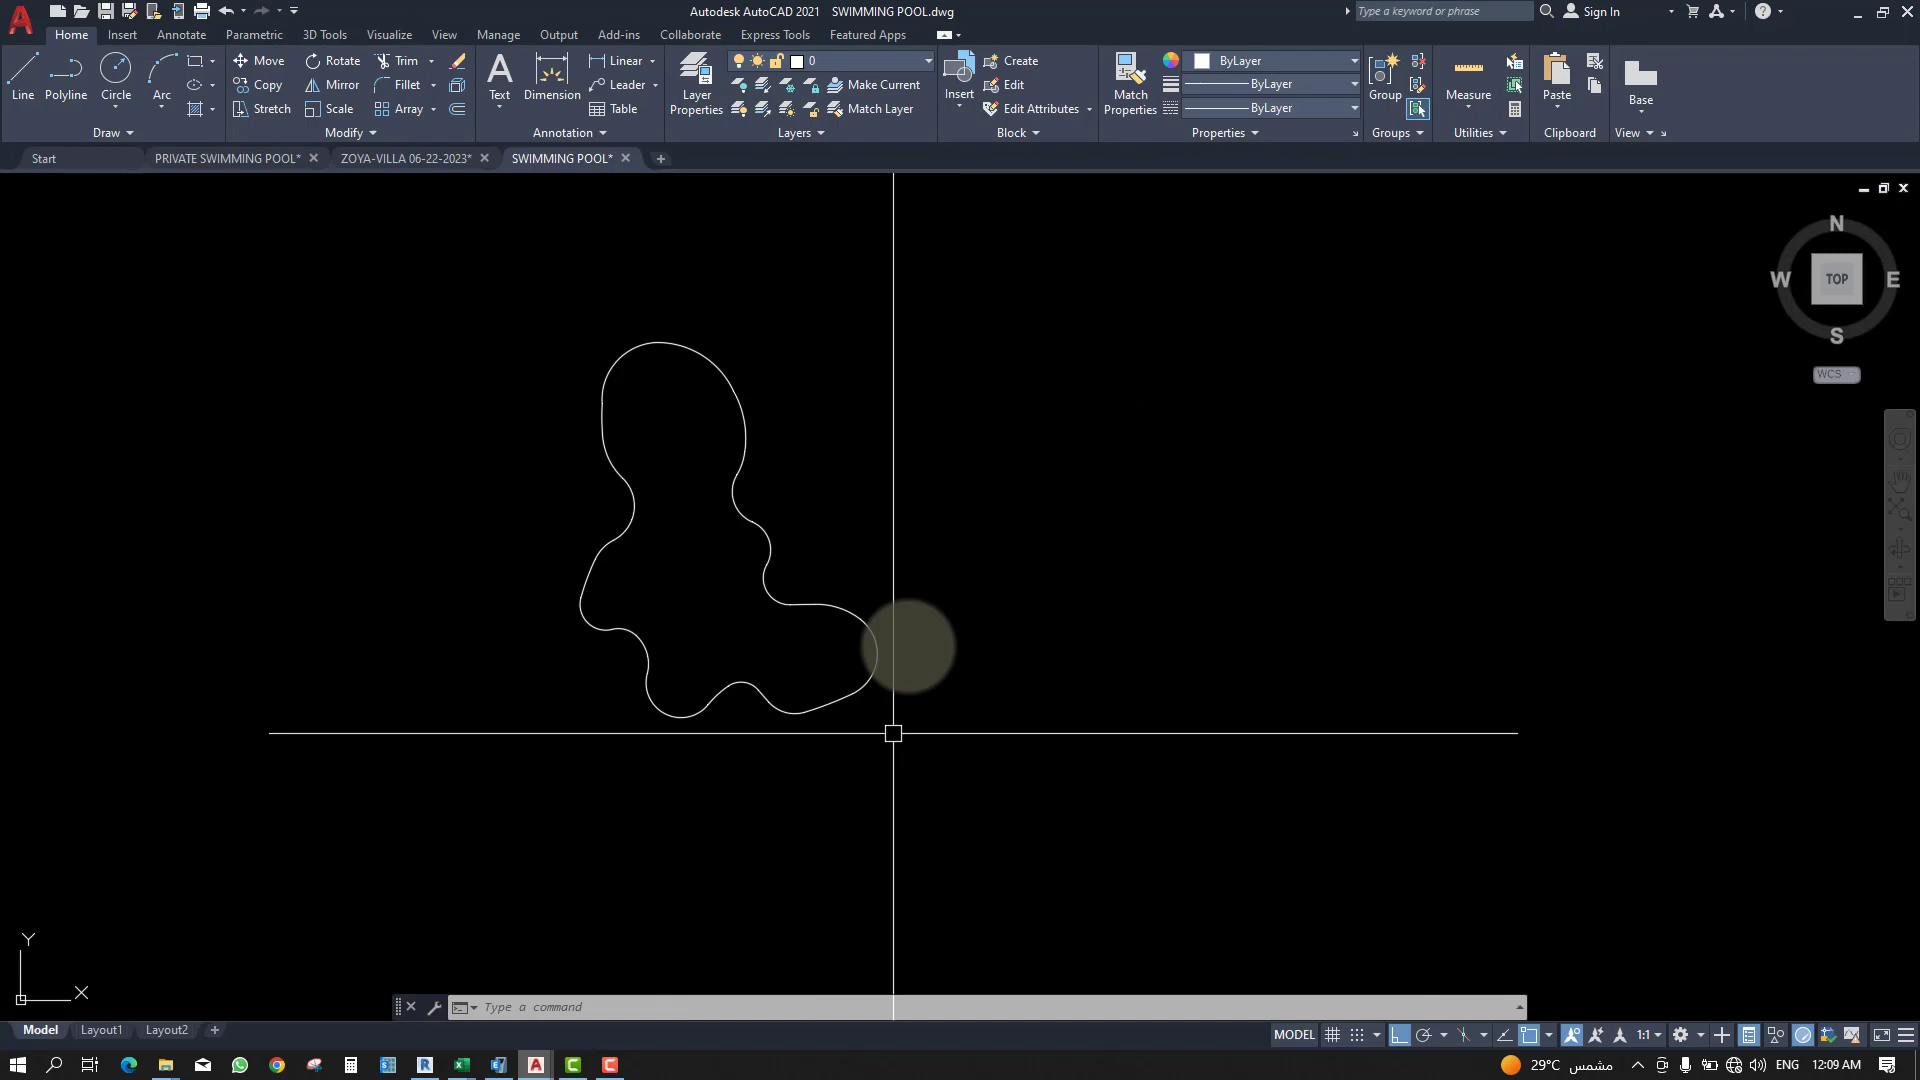 Autodesk AutoCAD 2021 SWIMMING POOL.dwg
Type a keyword or phrase
Sign In
Home Insert Annotate Parametric 3D Tools Visualize View Manage Output Add-ins Collaborate Express Tools Featured Apps
Line Polyline Circle Arc
Move Rotate Trim
Copy Mirror Fillet
Stretch Scale Array
Text Dimension
Linear
Leader
Table
Layer Properties
0
Make Current
Match Layer
Insert
Create
Edit
Edit Attributes
Match Properties
ByLayer
ByLayer
ByLayer
Group
Measure
Paste
Base
Draw Modify Annotation Layers Block Properties Groups Utilities Clipboard View
Start PRIVATE SWIMMING POOL* ZOYA-VILLA 06-22-2023* SWIMMING POOL*
N
W TOP E
S
WCS
Y
X
Type a command
Model Layout1 Layout2
MODEL 1:1
29°C مشمس ENG 12:09 AM